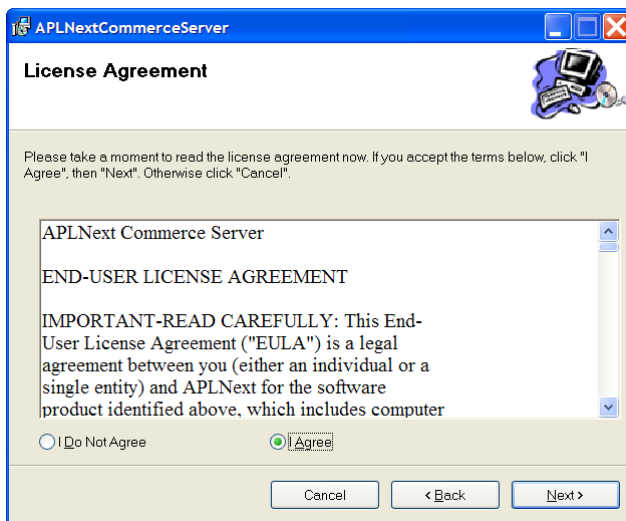 APLNextCommerceServer
License Agreement
Please take a moment to read the license agreement now. If you accept the terms below, click "I
Agree", then "Next". Otherwise click "Cancel".
APLNext Commerce Server
END-USER LICENSE AGREEMENT
IMPORTANT-READ CAREFULLY: This End-
User License Agreement ("EULA") is a legal
agreement between you (either an individual or a
single entity) and APLNext for the software
product identified above, which includes computer
I Do Not Agree
I Agree
Cancel
< Back
Next >